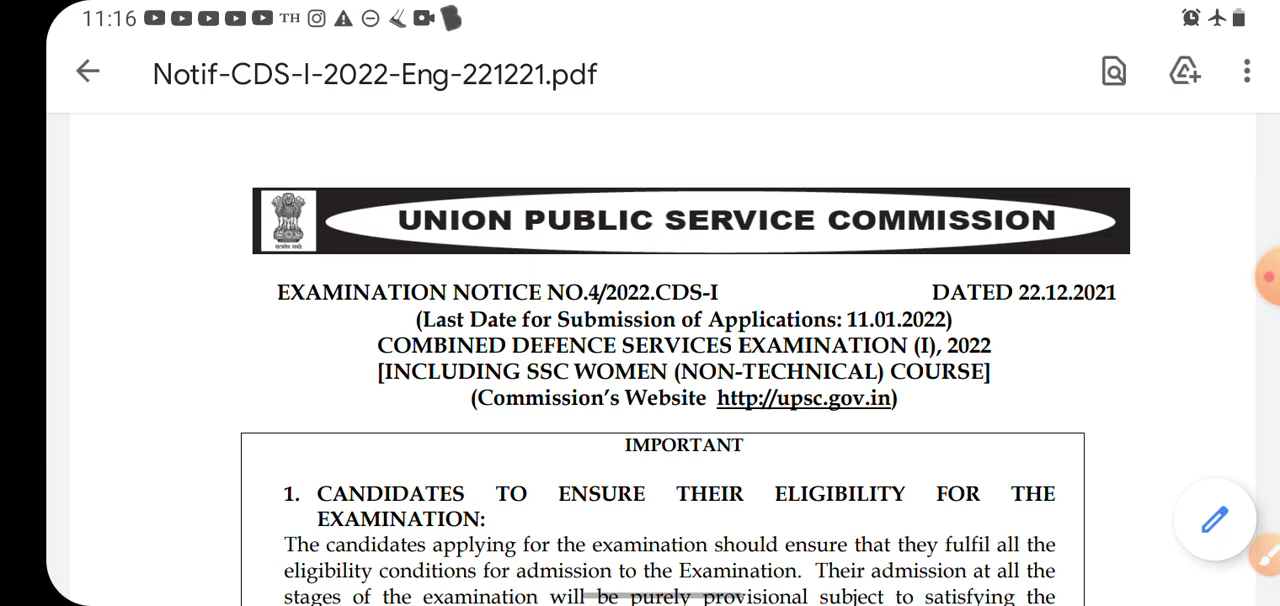 11:16 TH
Notif-CDS-I-2022-Eng-221221.pdf
UNION PUBLIC SERVICE COMMISSION
EXAMINATION NOTICE NO.4/2022.CDS-I DATED 22.12.2021
(Last Date for Submission of Applications: 11.01.2022)
COMBINED DEFENCE SERVICES EXAMINATION (I), 2022
[INCLUDING SSC WOMEN (NON-TECHNICAL) COURSE]
(Commission's Website http://upsc.gov.in)
IMPORTANT
1. CANDIDATES TO ENSURE THEIR ELIGIBILITY FOR THE
EXAMINATION:
The candidates applying for the examination should ensure that they fulfil all the
eligibility conditions for admission to the Examination. Their admission at all the
stages of the examination will be purely provisional subject to satisfying the